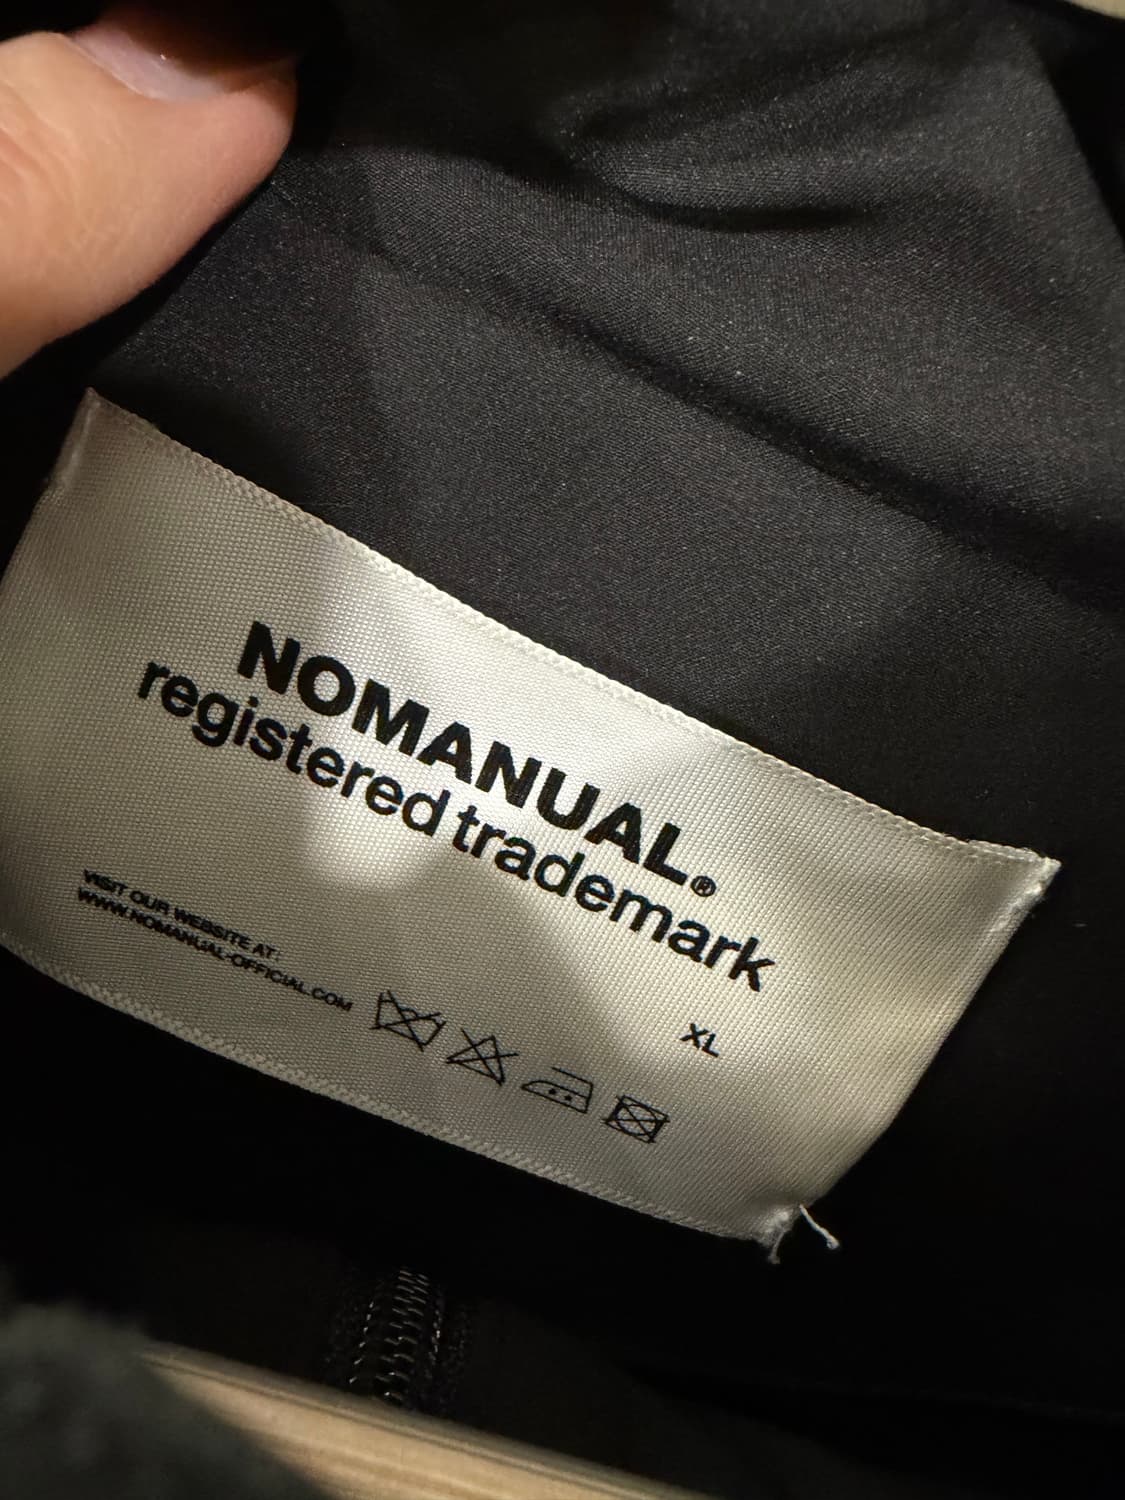 NOMANUAL.®
registered trademark
VISIT OUR WEBSITE AT:
WWW.NOMANUAL-OFFICIAL.COM
XL